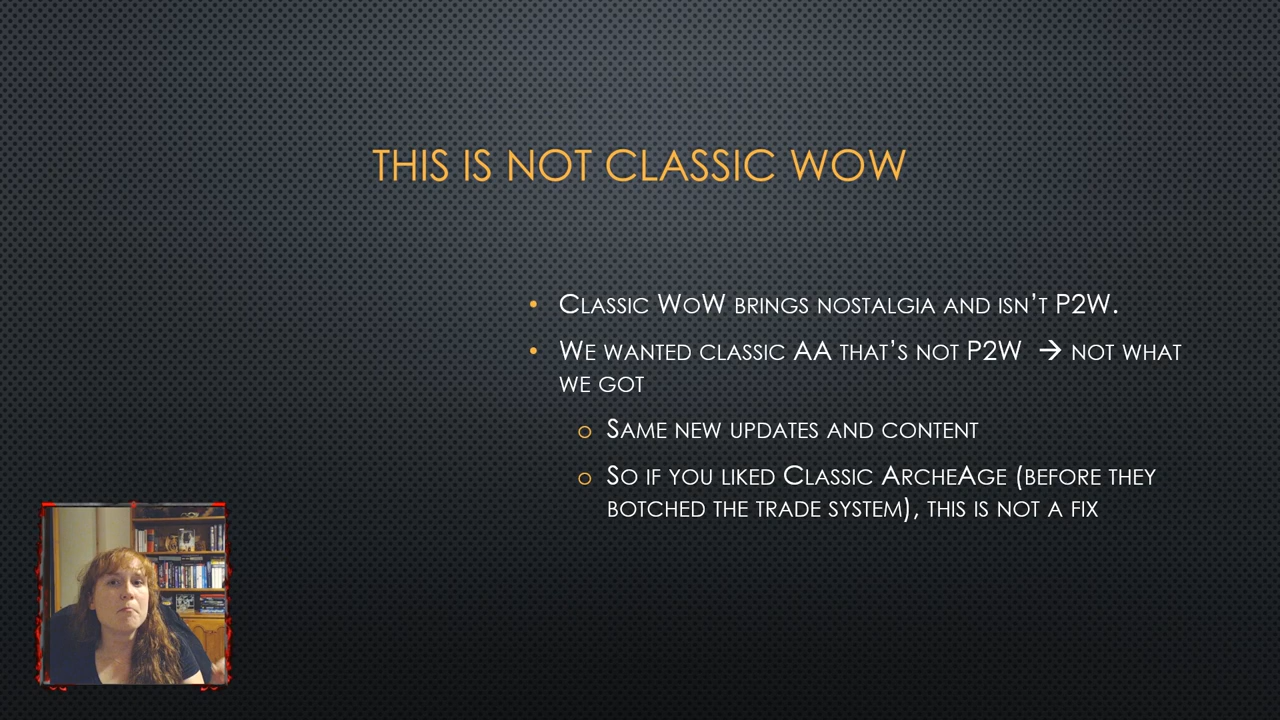 THIS IS NOT CLASSIC WOW
• CLASSIC WOW BRINGS NOSTALGIA AND ISN'T P2W.
• WE WANTED CLASSIC AA THAT'S NOT P2W → NOT WHAT
WE GOT
o SAME NEW UPDATES AND CONTENT
o SO IF YOU LIKED CLASSIC ARCHEAGE (BEFORE THEY
BOTCHED THE TRADE SYSTEM), THIS IS NOT A FIX